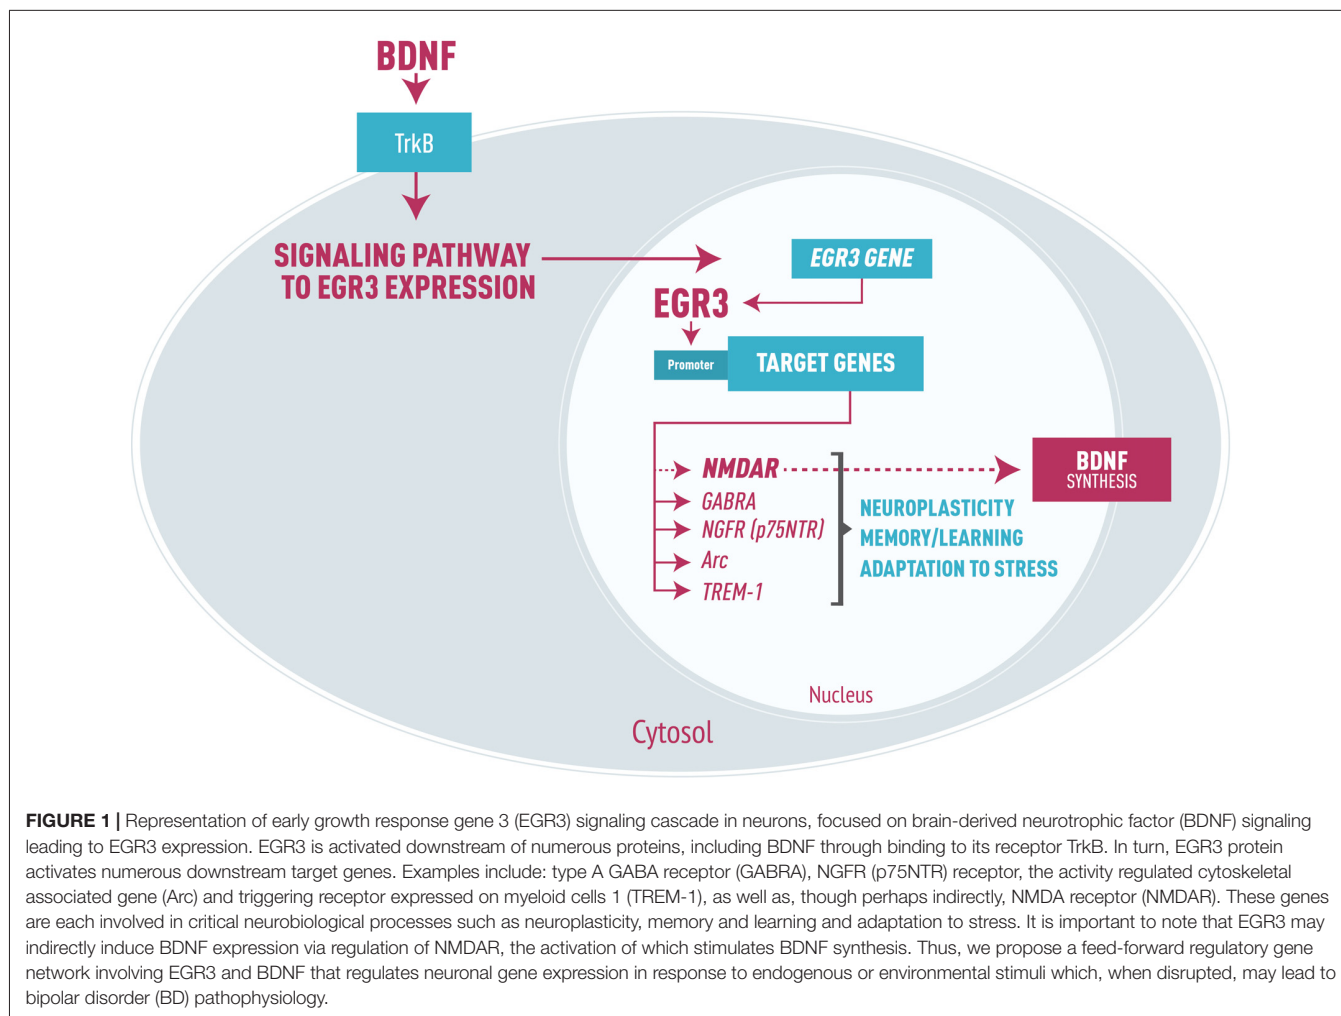 BDNF
TrkB
SIGNALING PATHWAY
TO EGR3 EXPRESSION
EGR3 GENE
EGR3
Promoter
TARGET GENES
NMDAR
GABRA
NGFR (p75NTR)
Arc
TREM-1
NEUROPLASTICITY
MEMORY/LEARNING
ADAPTATION TO STRESS
BDNF
SYNTHESIS
Nucleus
Cytosol
FIGURE 1 | Representation of early growth response gene 3 (EGR3) signaling cascade in neurons, focused on brain-derived neurotrophic factor (BDNF) signaling
leading to EGR3 expression. EGR3 is activated downstream of numerous proteins, including BDNF through binding to its receptor TrkB. In turn, EGR3 protein
activates numerous downstream target genes. Examples include: type A GABA receptor (GABRA), NGFR (p75NTR) receptor, the activity regulated cytoskeletal
associated gene (Arc) and triggering receptor expressed on myeloid cells 1 (TREM-1), as well as, though perhaps indirectly, NMDA receptor (NMDAR). These genes
are each involved in critical neurobiological processes such as neuroplasticity, memory and learning and adaptation to stress. It is important to note that EGR3 may
indirectly induce BDNF expression via regulation of NMDAR, the activation of which stimulates BDNF synthesis. Thus, we propose a feed-forward regulatory gene
network involving EGR3 and BDNF that regulates neuronal gene expression in response to endogenous or environmental stimuli which, when disrupted, may lead to
bipolar disorder (BD) pathophysiology.